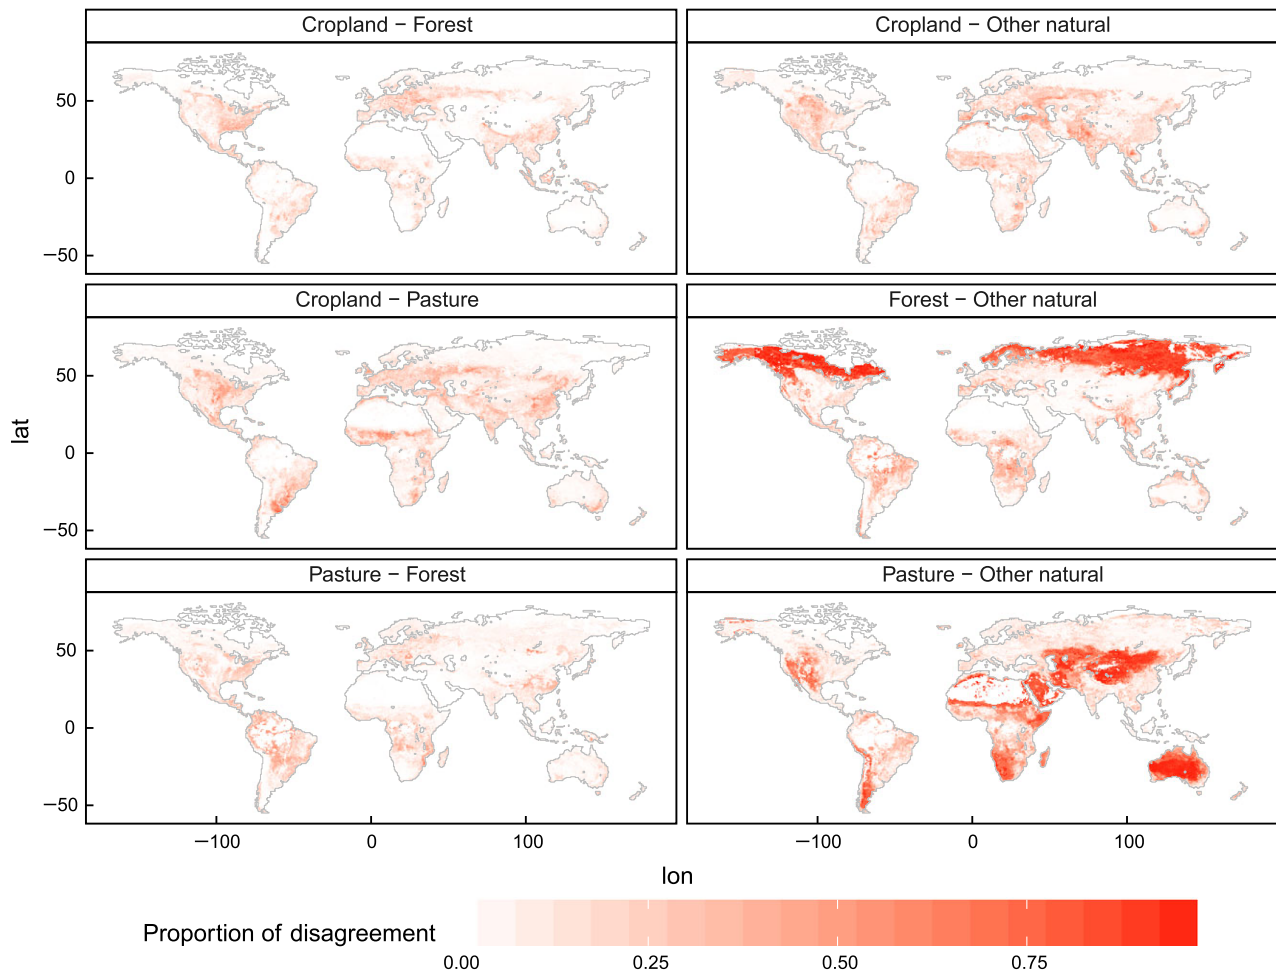 Cropland − Forest
Cropland − Other natural
50
0
−50
Cropland − Pasture
Forest − Other natural
50
0
−50
lat
Pasture − Forest
Pasture − Other natural
50
0
−50
−100 0 100 −100 0 100
lon
Proportion of disagreement
0.00 0.25 0.50 0.75